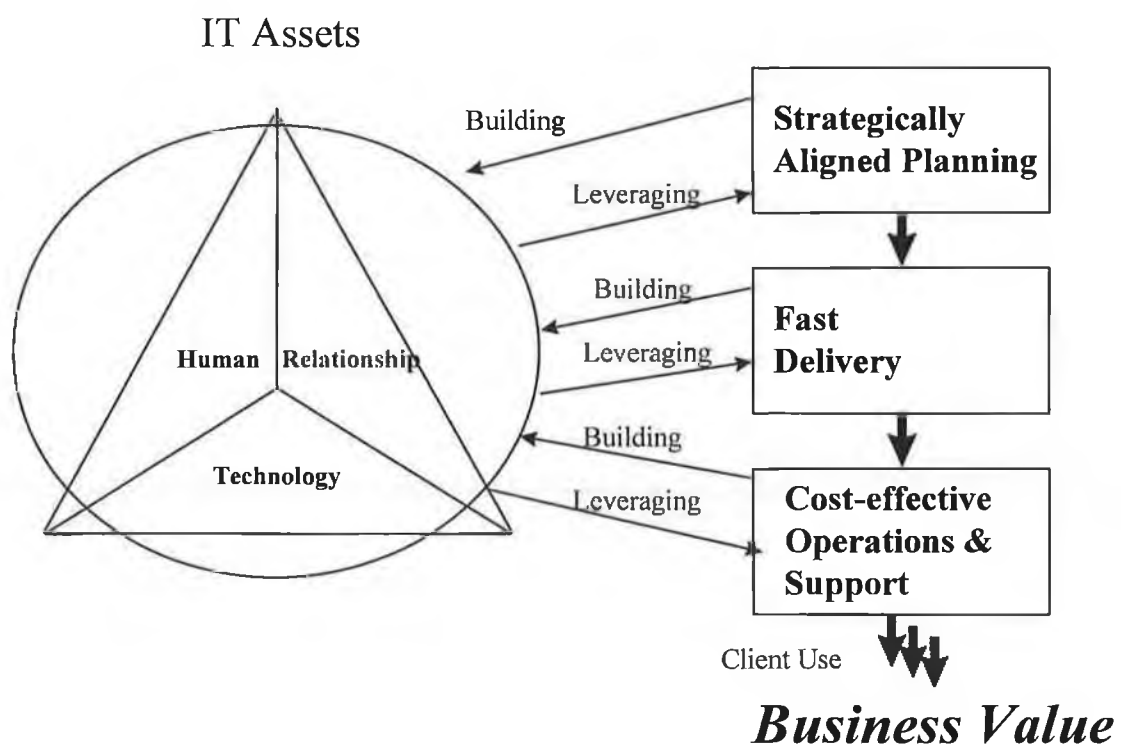 IT Assets
Building
Strategically
Aligned Planning
Leveraging
Building
Fast
Delivery
Leveraging
Human
Relationship
Building
Technology
Leveraging
Cost-effective
Operations &
Support
Client Use
Business Value